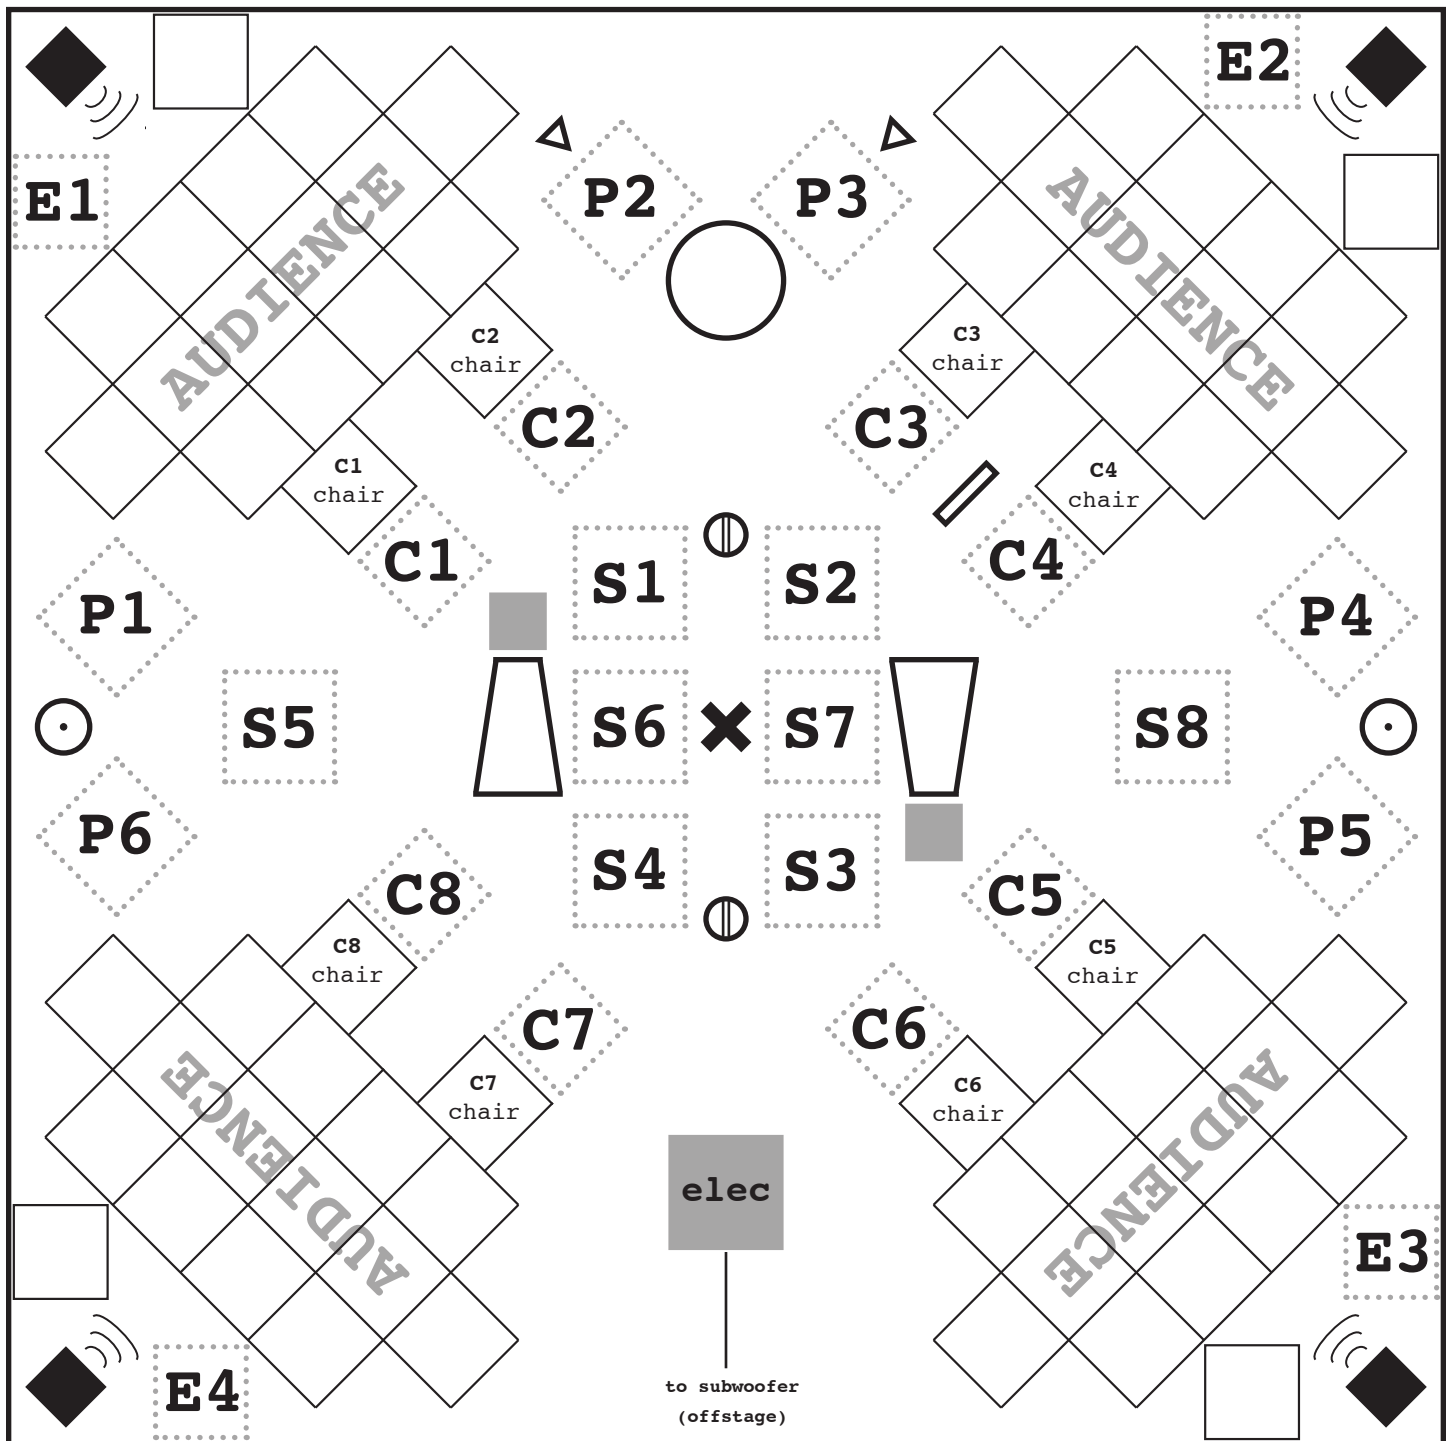 E2
E1
P2
P3
AUDIENCE
AUDIENCE
C2
chair
C3
chair
C2
C3
C1
chair
C4
chair
C1
C4
S1
S2
P1
P4
S5
S6
S7
S8
P6
P5
S4
S3
C8
C5
C8
chair
C5
chair
C7
C6
C7
chair
C6
chair
AUDIENCE
AUDIENCE
elec
E3
E4
to subwoofer
(offstage)